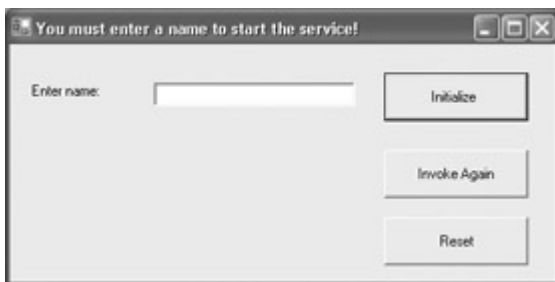 You must enter a name to start the service!
Enter name:
Initialize
Invoke Again
Reset